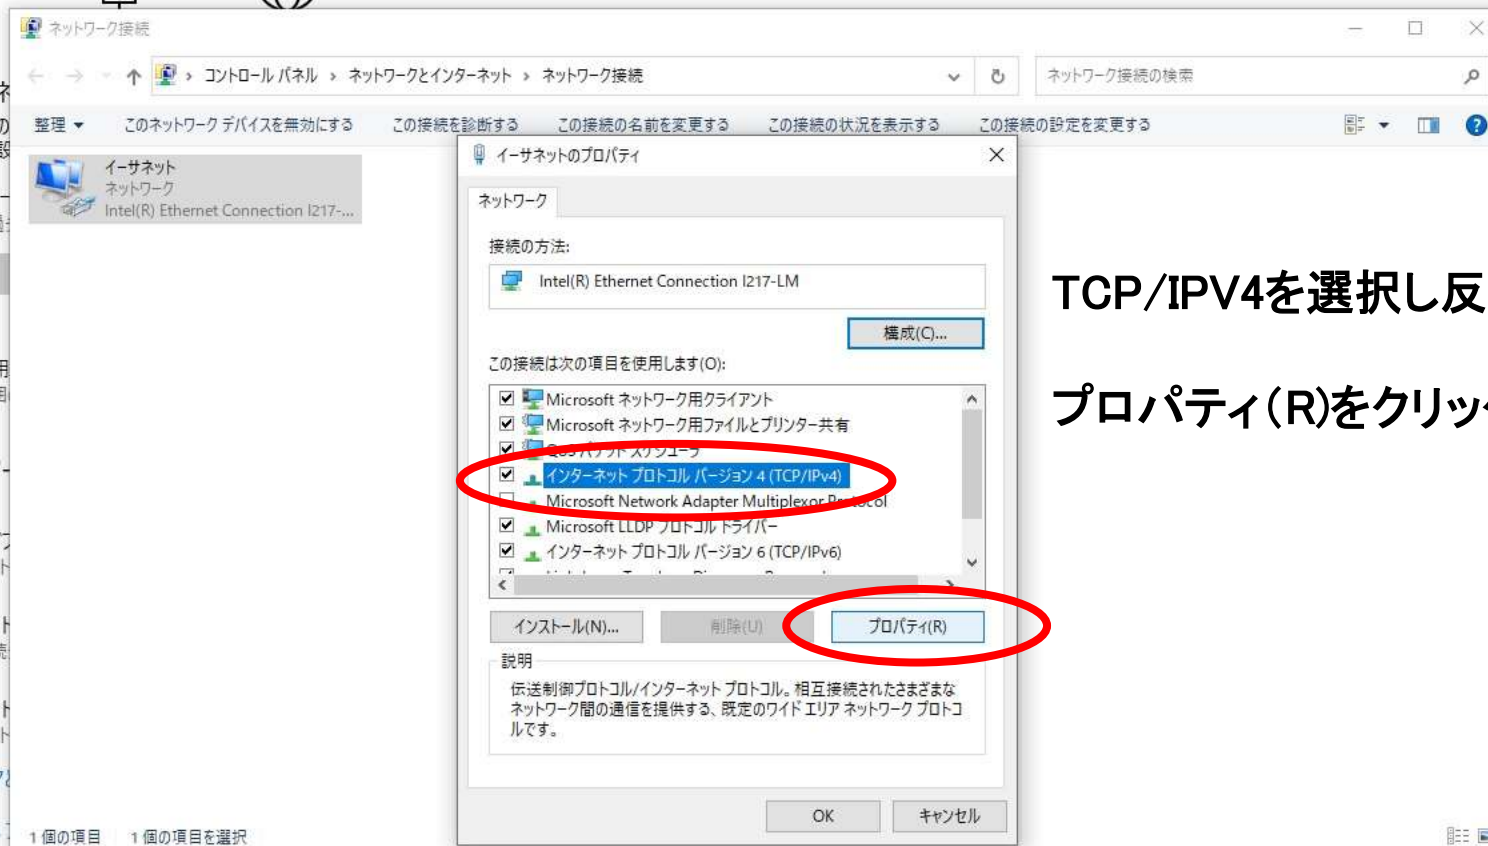 ネットワーク接続
コントロール パネル › ネットワークとインターネット › ネットワーク接続
ネットワーク接続の検索
整理 このネットワーク デバイスを無効にする この接続を診断する この接続の名前を変更する この接続の状況を表示する この接続の設定を変更する
イーサネット
ネットワーク
Intel(R) Ethernet Connection I217-...
イーサネットのプロパティ
ネットワーク
接続の方法:
Intel(R) Ethernet Connection I217-LM
構成(C)...
この接続は次の項目を使用します(O):
Microsoft ネットワーク用クライアント
Microsoft ネットワーク用ファイルとプリンター共有
QoS パケット スケジューラ
インターネット プロトコル バージョン 4 (TCP/IPv4)
Microsoft Network Adapter Multiplexor Protocol
Microsoft LLDP プロトコル ドライバー
インターネット プロトコル バージョン 6 (TCP/IPv6)
インストール(N)...
削除(U)
プロパティ(R)
説明
伝送制御プロトコル/インターネット プロトコル。相互接続されたさまざまな
ネットワーク間の通信を提供する、既定のワイド エリア ネットワーク プロトコ
ルです。
OK
キャンセル
TCP/IPV4を選択し反
プロパティ(R)をクリック
1 個の項目 1 個の項目を選択